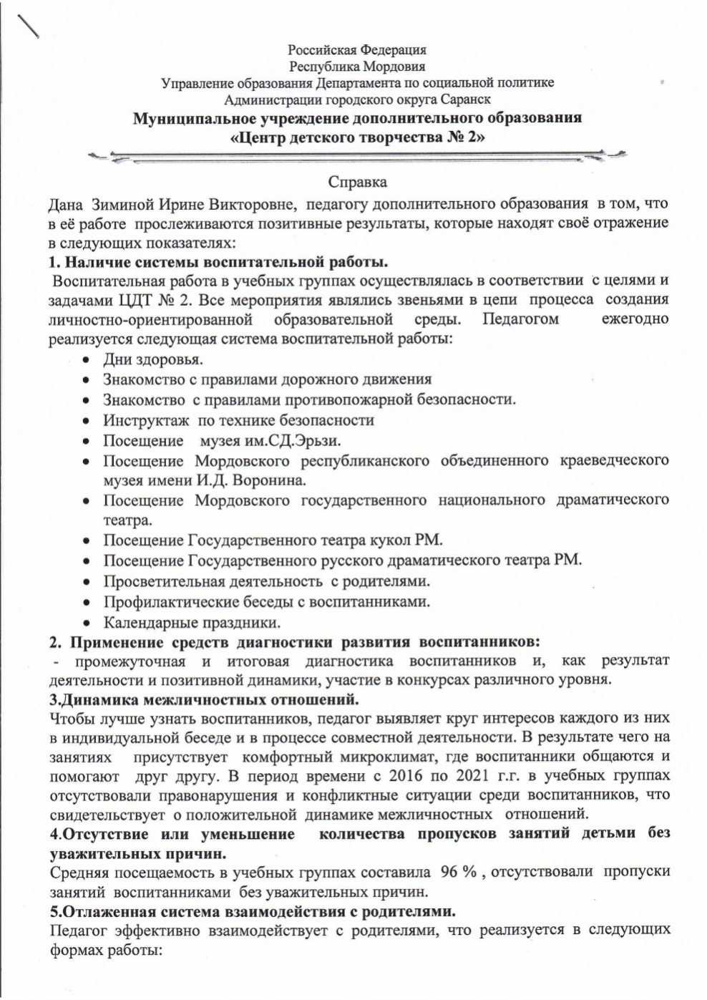 Российская Федерация
Республика Мордовия
Управление образования Департамента по социальной политике
Администрации городского округа Саранск
Муниципальное учреждение дополнительного образования
«Центр детского творчества № 2»
Справка
Дана Зиминой Ирине Викторовне, педагогу дополнительного образования в том, что
в её работе прослеживаются позитивные результаты, которые находят своё отражение
в следующих показателях:
1. Наличие системы воспитательной работы.
Воспитательная работа в учебных группах осуществлялась в соответствии с целями и
задачами ЦДТ № 2. Все мероприятия являлись звеньями в цепи процесса создания
личностно-ориентированной образовательной среды. Педагогом ежегодно
реализуется следующая система воспитательной работы:
• Дни здоровья.
• Знакомство с правилами дорожного движения
• Знакомство с правилами противопожарной безопасности.
• Инструктаж по технике безопасности
• Посещение музея им.СД.Эрьзи.
• Посещение Мордовского республиканского объединенного краеведческого
музея имени И.Д. Воронина.
• Посещение Мордовского государственного национального драматического
театра.
• Посещение Государственного театра кукол РМ.
• Посещение Государственного русского драматического театра РМ.
• Просветительная деятельность с родителями.
• Профилактические беседы с воспитанниками.
• Календарные праздники.
2. Применение средств диагностики развития воспитанников:
- промежуточная и итоговая диагностика воспитанников и, как результат
деятельности и позитивной динамики, участие в конкурсах различного уровня.
3.Динамика межличностных отношений.
Чтобы лучше узнать воспитанников, педагог выявляет круг интересов каждого из них
в индивидуальной беседе и в процессе совместной деятельности. В результате чего на
занятиях присутствует комфортный микроклимат, где воспитанники общаются и
помогают друг другу. В период времени с 2016 по 2021 г.г. в учебных группах
отсутствовали правонарушения и конфликтные ситуации среди воспитанников, что
свидетельствует о положительной динамике межличностных отношений.
4.Отсутствие или уменьшение количества пропусков занятий детьми без
уважительных причин.
Средняя посещаемость в учебных группах составила 96 % , отсутствовали пропуски
занятий воспитанниками без уважительных причин.
5.Отлаженная система взаимодействия с родителями.
Педагог эффективно взаимодействует с родителями, что реализуется в следующих
формах работы: